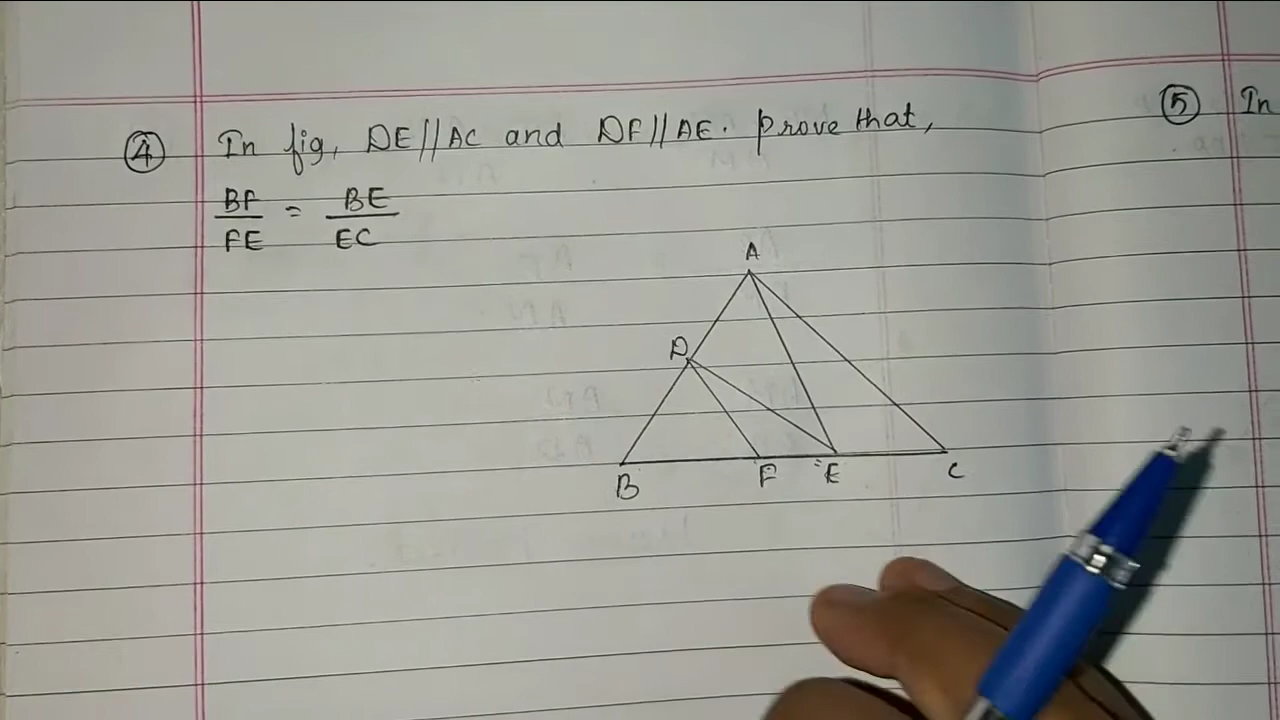 ④ In fig, DE//AC and DF//AE. prove that,
BF/FE = BE/EC
A
D
B F E C
⑤ In